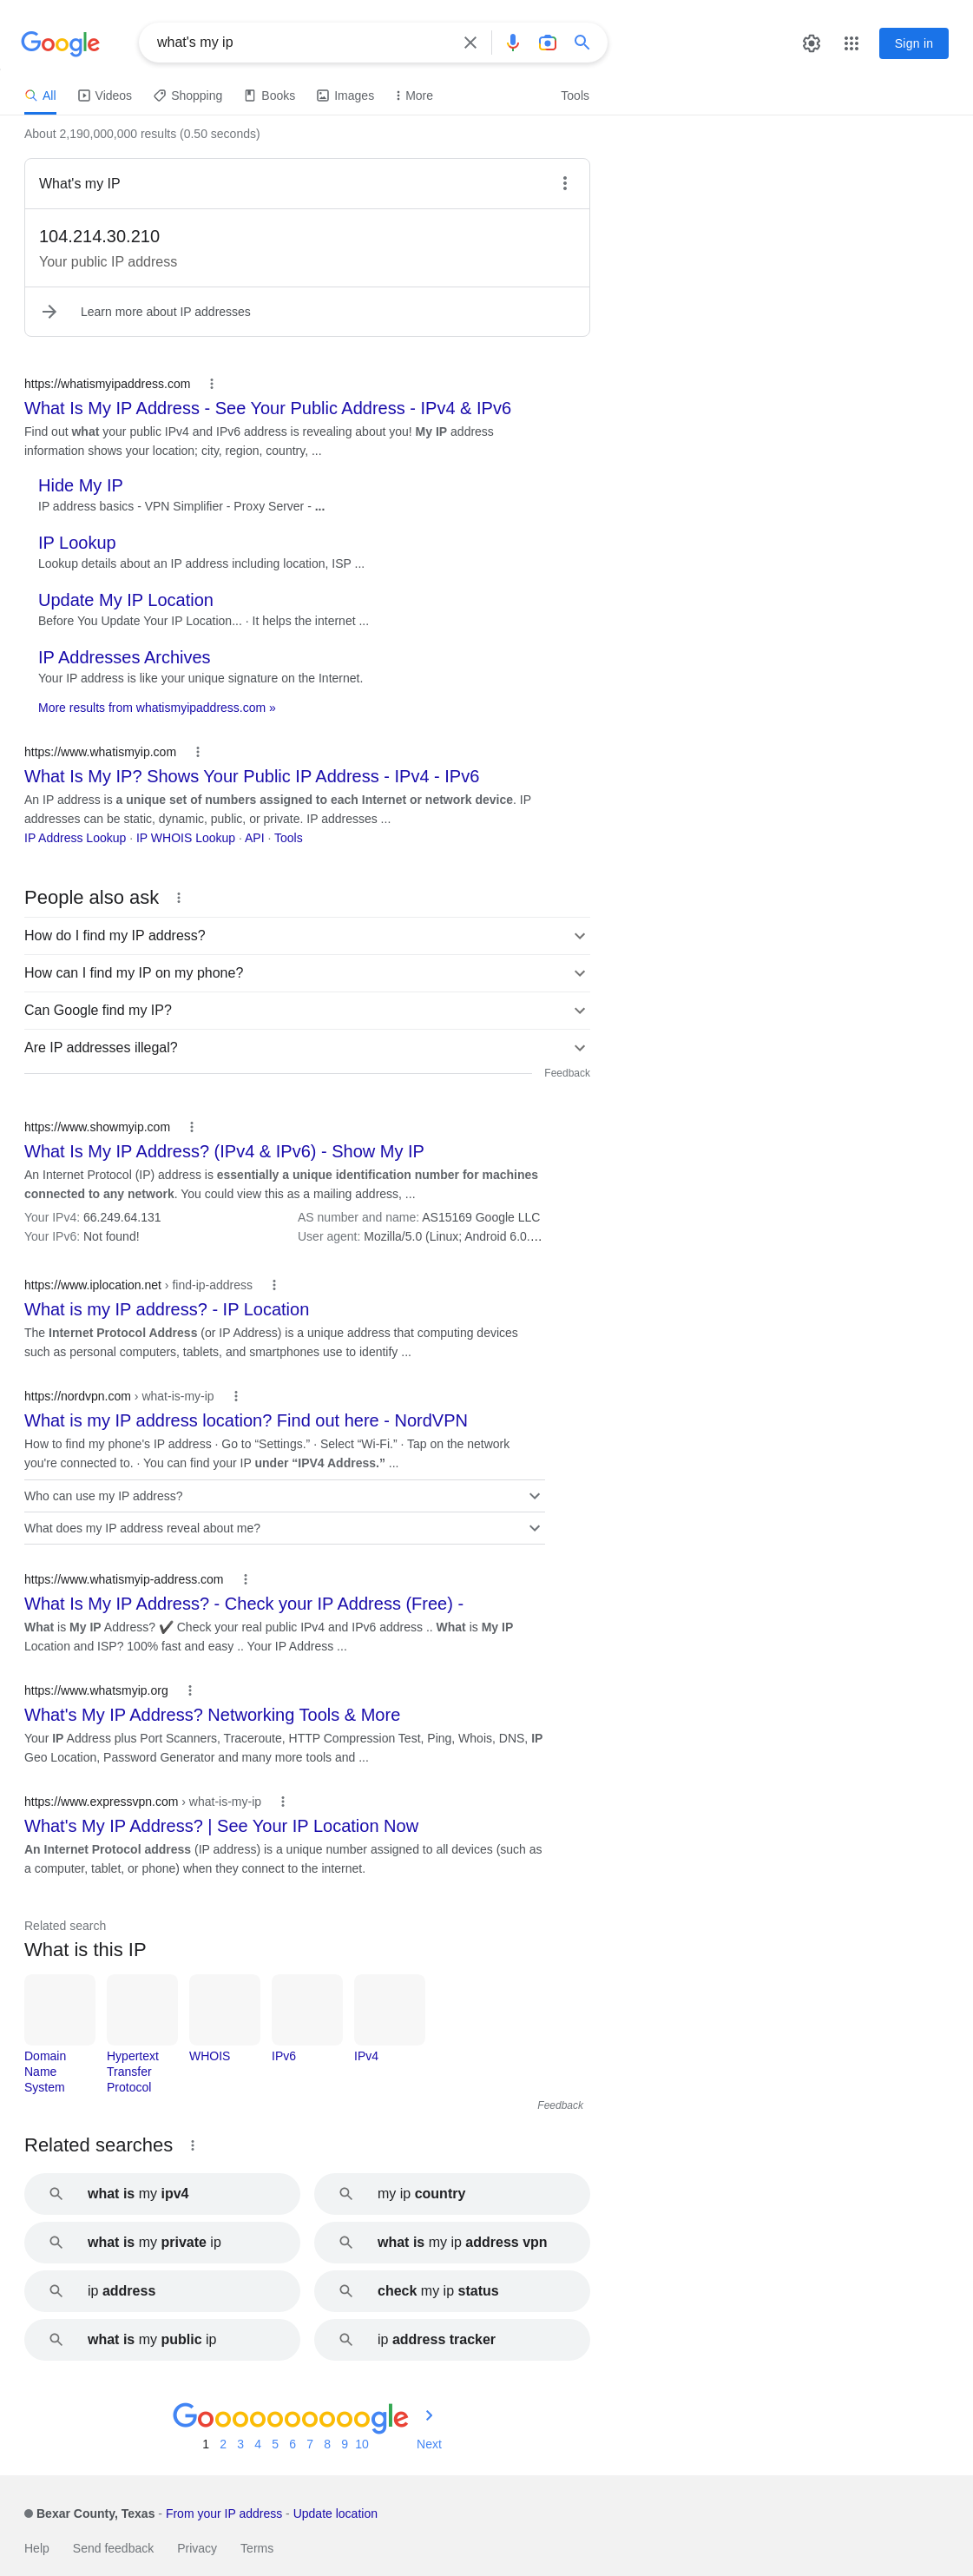 Google
what's my ip
Sign in
All
Videos
Shopping
Books
Images
More
Tools
About 2,190,000,000 results (0.50 seconds)
What's my IP
104.214.30.210
Your public IP address
Learn more about IP addresses
https://whatismyipaddress.com
What Is My IP Address - See Your Public Address - IPv4 & IPv6
Find out what your public IPv4 and IPv6 address is revealing about you! My IP address
information shows your location; city, region, country, ...
Hide My IP
IP address basics - VPN Simplifier - Proxy Server - ...
IP Lookup
Lookup details about an IP address including location, ISP ...
Update My IP Location
Before You Update Your IP Location... · It helps the internet ...
IP Addresses Archives
Your IP address is like your unique signature on the Internet.
More results from whatismyipaddress.com »
https://www.whatismyip.com
What Is My IP? Shows Your Public IP Address - IPv4 - IPv6
An IP address is a unique set of numbers assigned to each Internet or network device. IP
addresses can be static, dynamic, public, or private. IP addresses ...
IP Address Lookup · IP WHOIS Lookup · API · Tools
People also ask
How do I find my IP address?
How can I find my IP on my phone?
Can Google find my IP?
Are IP addresses illegal?
Feedback
https://www.showmyip.com
What Is My IP Address? (IPv4 & IPv6) - Show My IP
An Internet Protocol (IP) address is essentially a unique identification number for machines
connected to any network. You could view this as a mailing address, ...
Your IPv4: 66.249.64.131
AS number and name: AS15169 Google LLC
Your IPv6: Not found!
User agent: Mozilla/5.0 (Linux; Android 6.0....
https://www.iplocation.net › find-ip-address
What is my IP address? - IP Location
The Internet Protocol Address (or IP Address) is a unique address that computing devices
such as personal computers, tablets, and smartphones use to identify ...
https://nordvpn.com › what-is-my-ip
What is my IP address location? Find out here - NordVPN
How to find my phone's IP address · Go to “Settings.” · Select “Wi-Fi.” · Tap on the network
you're connected to. · You can find your IP under “IPV4 Address.” ...
Who can use my IP address?
What does my IP address reveal about me?
https://www.whatismyip-address.com
What Is My IP Address? - Check your IP Address (Free) -
What is My IP Address? ✔ Check your real public IPv4 and IPv6 address .. What is My IP
Location and ISP? 100% fast and easy .. Your IP Address ...
https://www.whatsmyip.org
What's My IP Address? Networking Tools & More
Your IP Address plus Port Scanners, Traceroute, HTTP Compression Test, Ping, Whois, DNS, IP
Geo Location, Password Generator and many more tools and ...
https://www.expressvpn.com › what-is-my-ip
What's My IP Address? | See Your IP Location Now
An Internet Protocol address (IP address) is a unique number assigned to all devices (such as
a computer, tablet, or phone) when they connect to the internet.
Related search
What is this IP
Domain
Name
System
Hypertext
Transfer
Protocol
WHOIS
IPv6
IPv4
Feedback
Related searches
what is my ipv4
my ip country
what is my private ip
what is my ip address vpn
ip address
check my ip status
what is my public ip
ip address tracker
Goooooooooogle
1 2 3 4 5 6 7 8 9 10 Next
Bexar County, Texas - From your IP address - Update location
Help Send feedback Privacy Terms